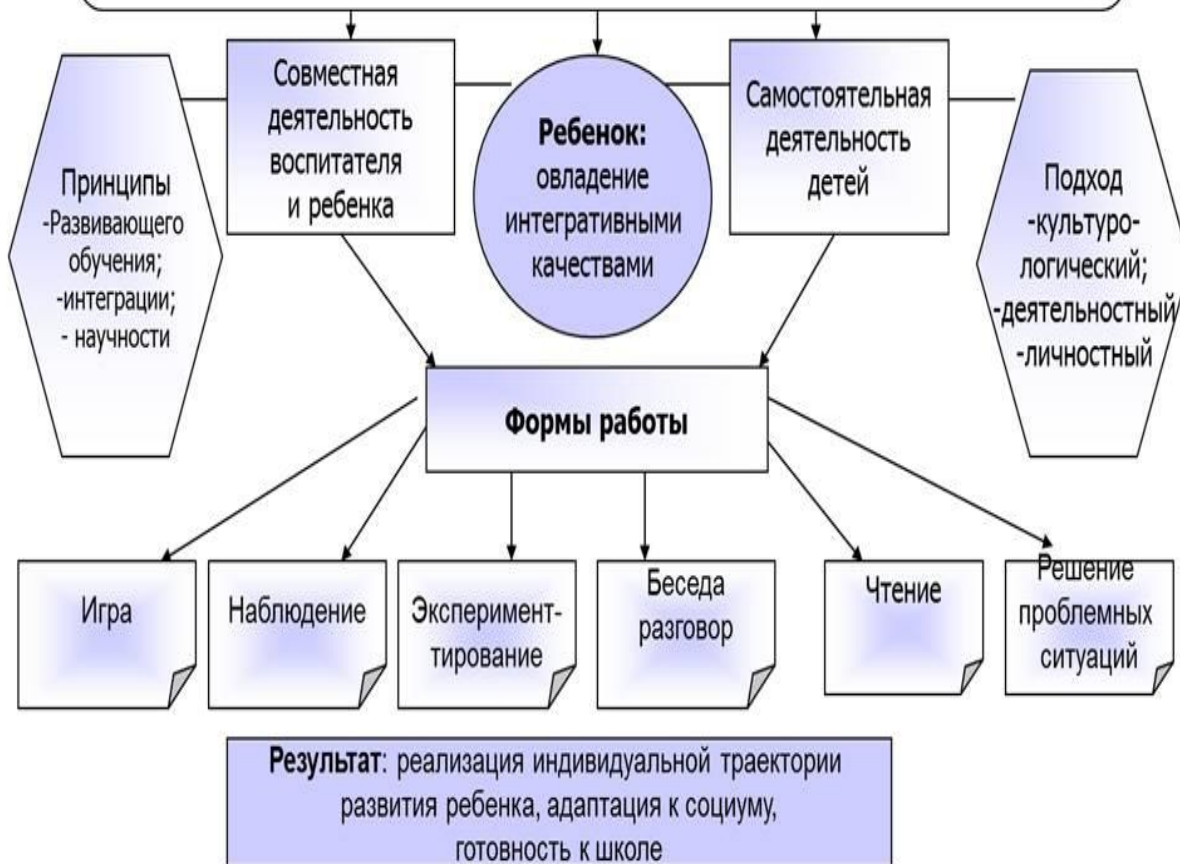 Совместная
деятельность
воспитателя
и ребенка
Ребенок:
овладение
интегративными
качествами
Самостоятельная
деятельность
детей
Принципы
-Развивающего
обучения;
-интеграции;
- научности
Подход
-культуро-
логический;
-деятельностный
-личностный
Формы работы
Игра
Наблюдение
Эксперимент-
тирование
Беседа
разговор
Чтение
Решение
проблемных
ситуаций
Результат: реализация индивидуальной траектории
развития ребенка, адаптация к социуму,
готовность к школе